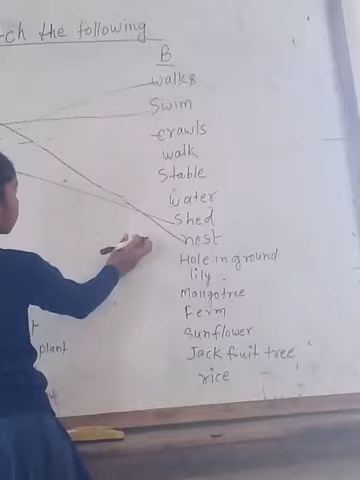 ch the following
B
walks
Swim
crawls
walk
Stable
water
shed
nest
Hole in ground
lily
Mango tree
Ferm
Sunflower
Jack fruit tree
rice
t
plant